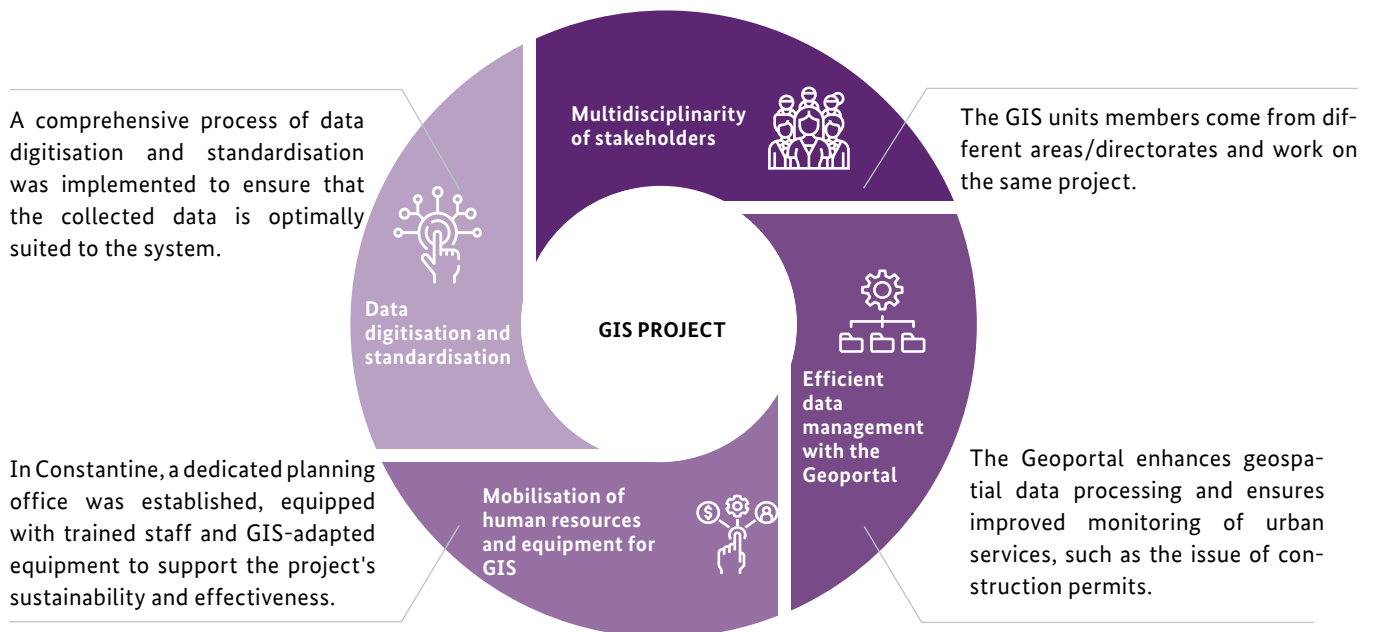 A comprehensive process of data
digitisation and standardisation
was implemented to ensure that
the collected data is optimally
suited to the system.
Multidisciplinarity
of stakeholders
The GIS units members come from dif-
ferent areas/directorates and work on
the same project.
Data
digitisation and
standardisation
GIS PROJECT
Efficient
data
management
with the
Geoportal
In Constantine, a dedicated planning
office was established, equipped
with trained staff and GIS-adapted
equipment to support the project's
sustainability and effectiveness.
Mobilisation of
human resources
and equipment for
GIS
$
The Geoportal enhances geospa-
tial data processing and ensures
improved monitoring of urban
services, such as the issue of con-
struction permits.